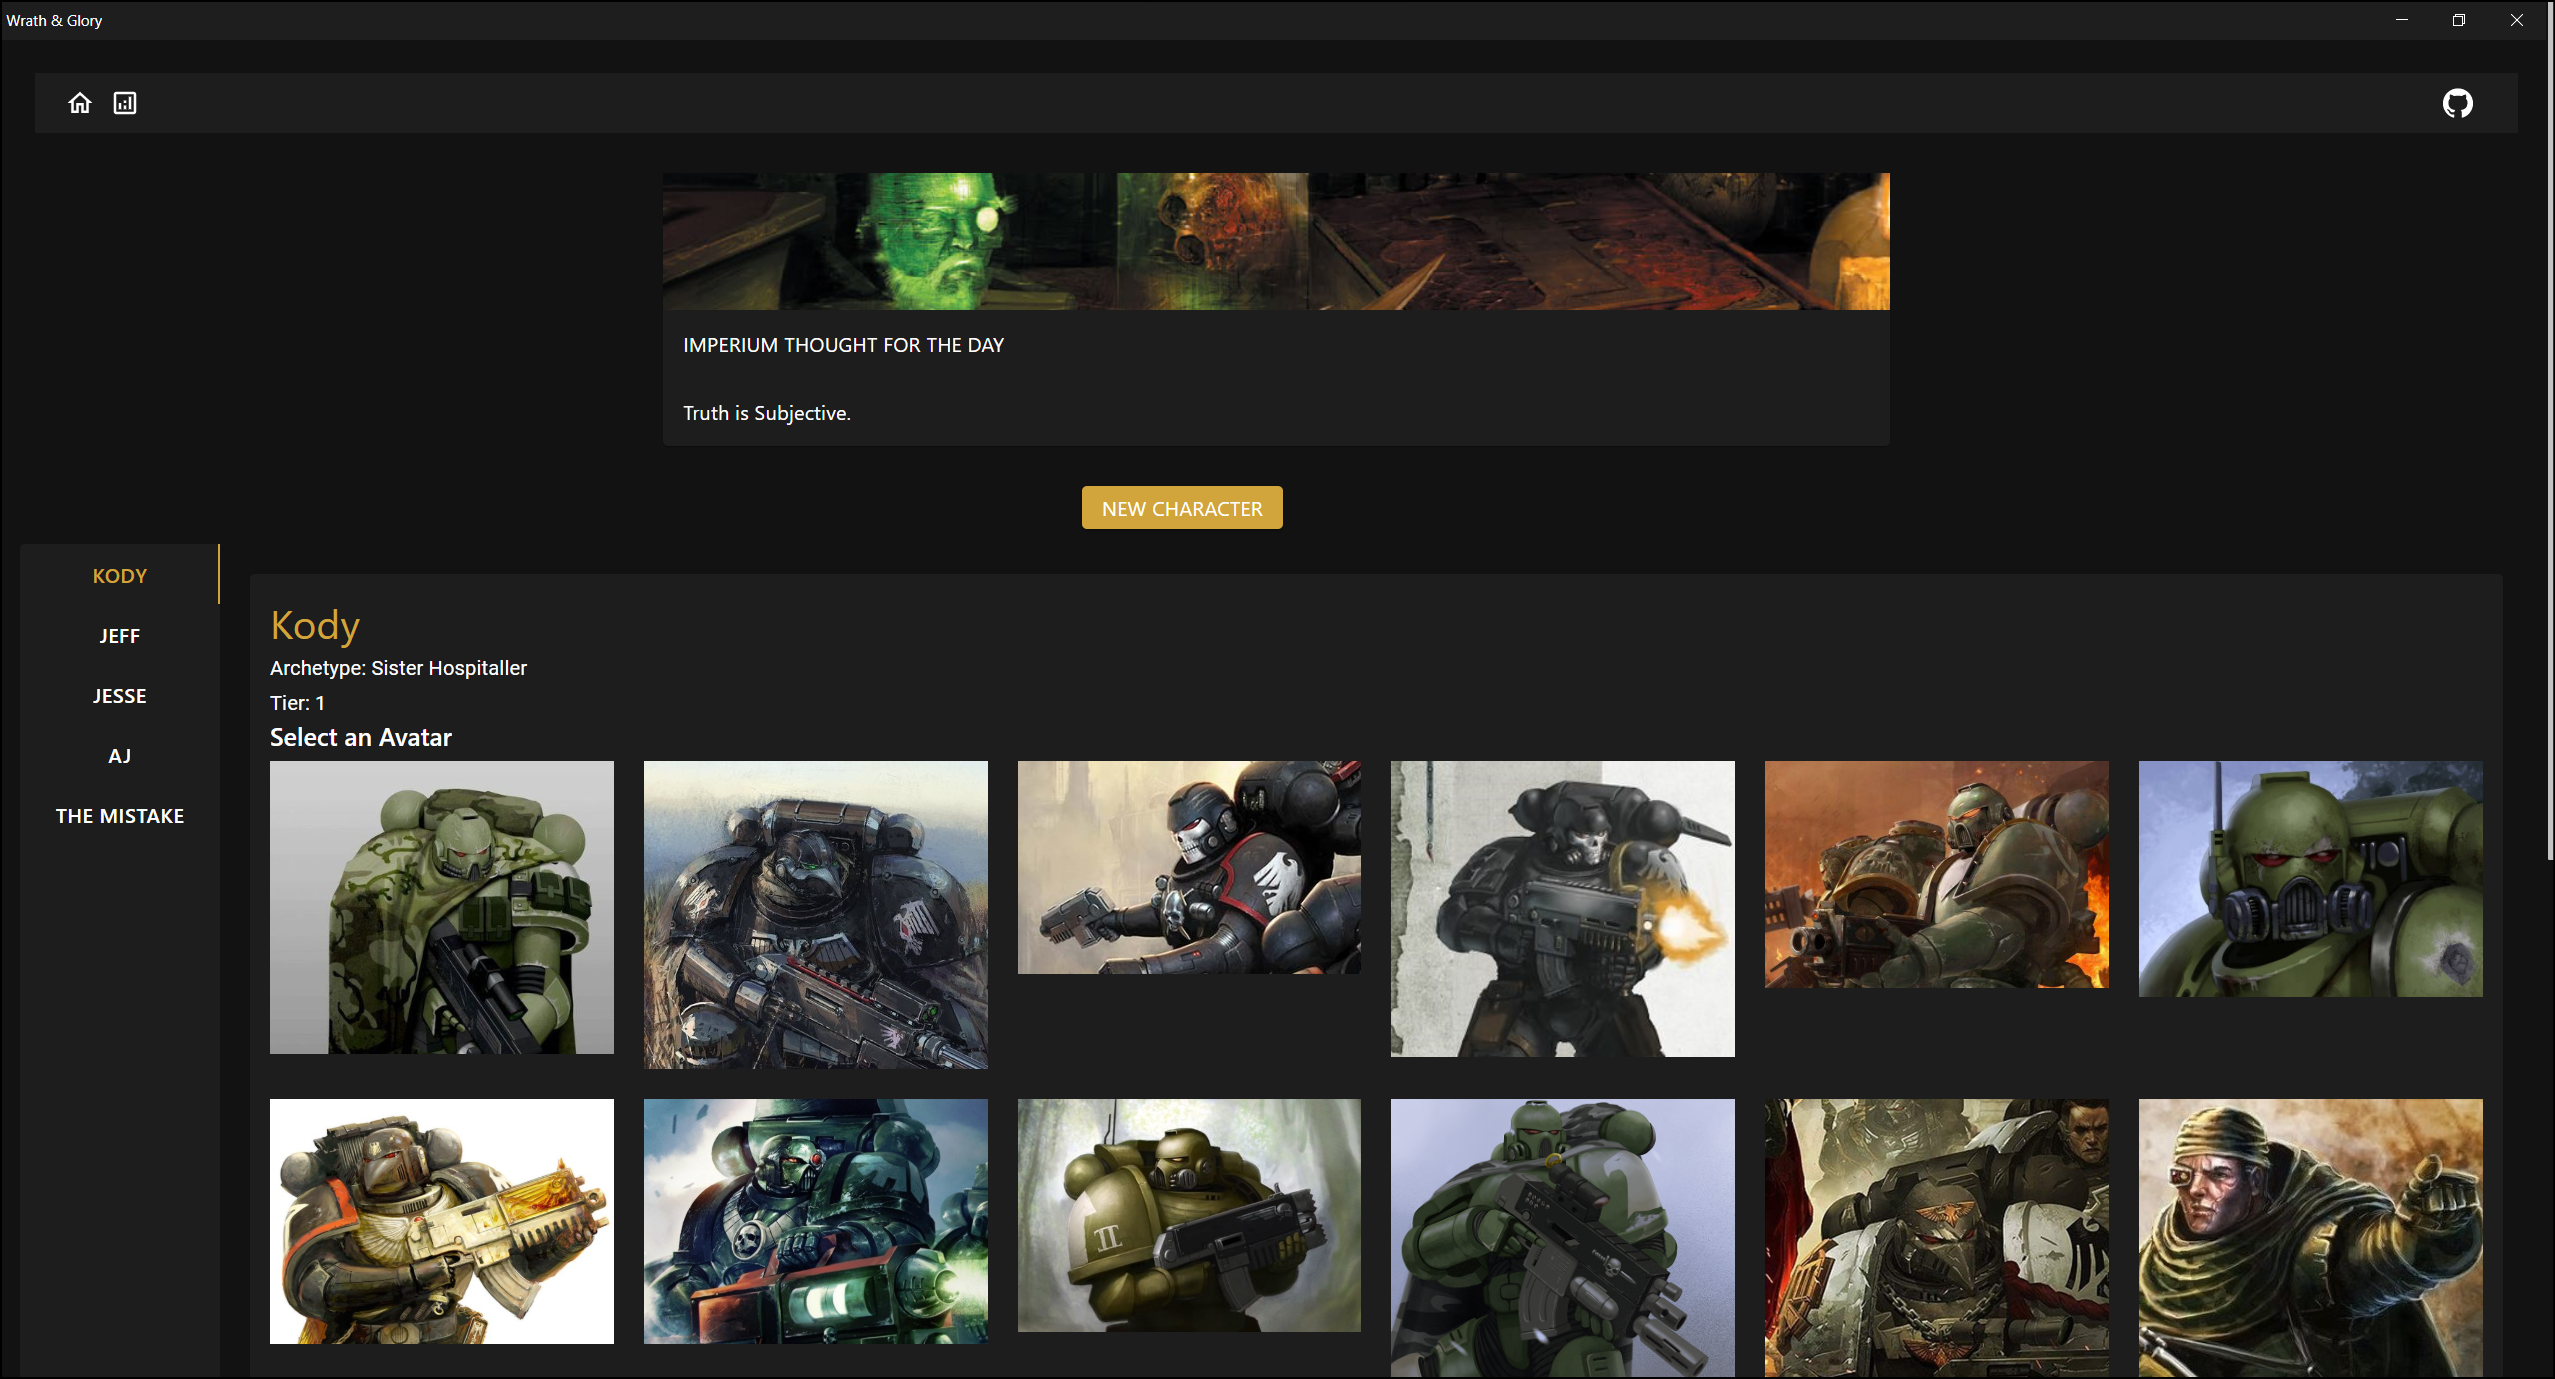 Wrath & Glory
IMPERIUM THOUGHT FOR THE DAY
Truth is Subjective.
NEW CHARACTER
KODY
JEFF
JESSE
AJ
THE MISTAKE
Kody
Archetype: Sister Hospitaller
Tier: 1
Select an Avatar
II